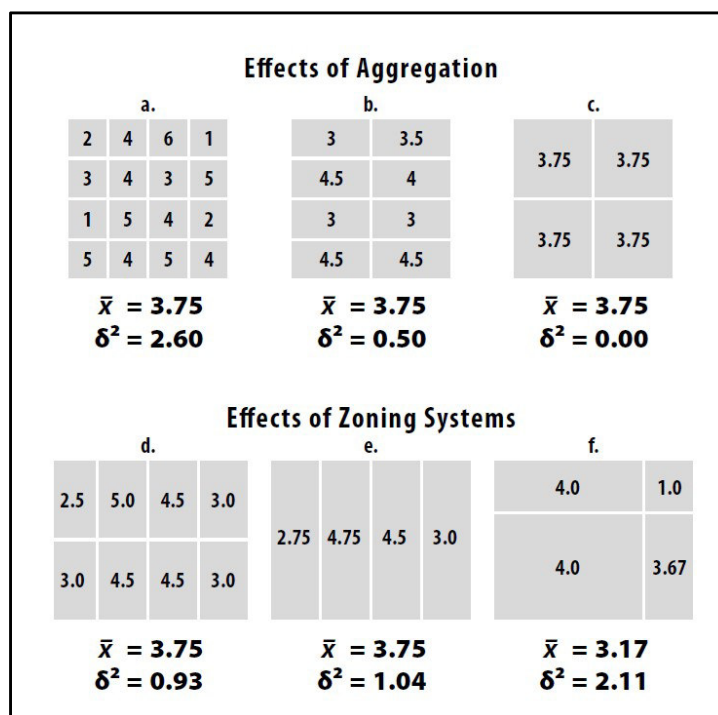 Effects of Aggregation
a. b. c.
2 4 6 1
3 4 3 5
1 5 4 2
5 4 5 4
3 3.5
4.5 4
3 3
4.5 4.5
3.75 3.75
3.75 3.75
x̄ = 3.75
δ² = 2.60
x̄ = 3.75
δ² = 0.50
x̄ = 3.75
δ² = 0.00
Effects of Zoning Systems
d. e. f.
2.5 5.0 4.5 3.0
3.0 4.5 4.5 3.0
2.75 4.75 4.5 3.0
4.0 1.0
4.0 3.67
x̄ = 3.75
δ² = 0.93
x̄ = 3.75
δ² = 1.04
x̄ = 3.17
δ² = 2.11